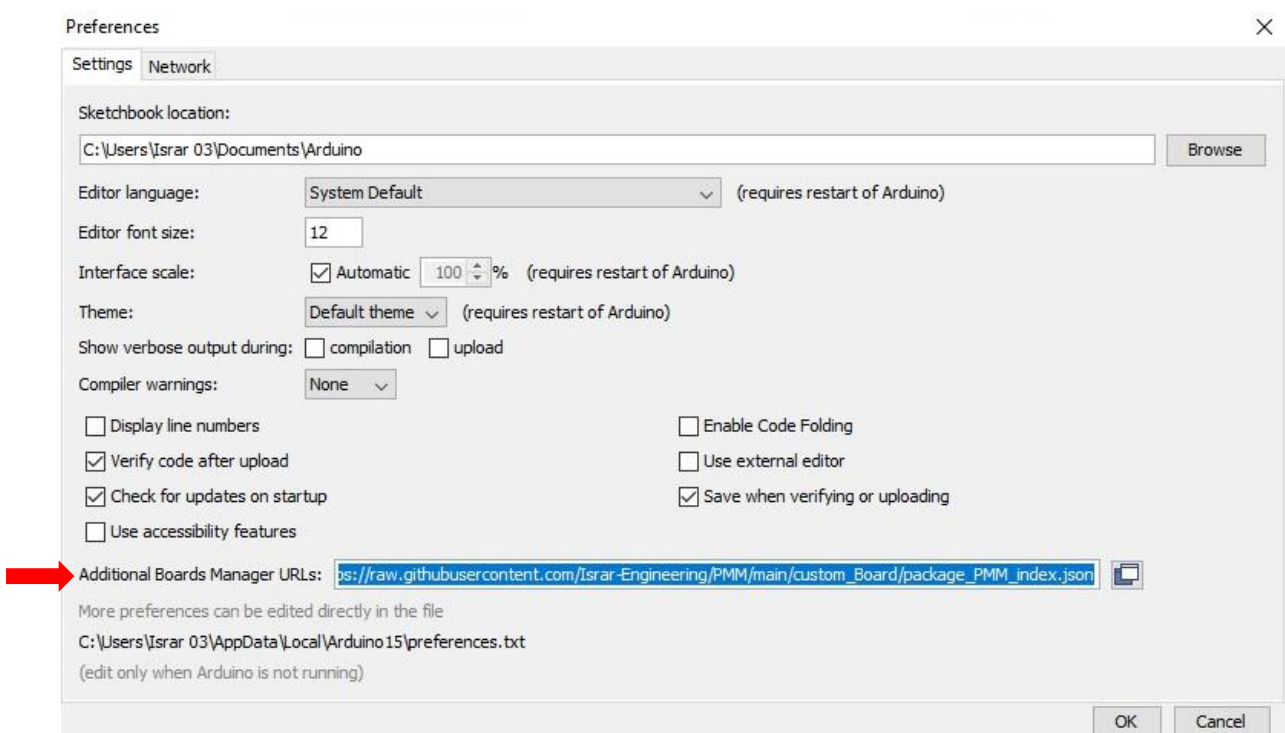 Preferences
Settings Network
Sketchbook location:
C:\Users\Israr 03\Documents\Arduino Browse
Editor language: System Default (requires restart of Arduino)
Editor font size: 12
Interface scale: Automatic 100 % (requires restart of Arduino)
Theme: Default theme (requires restart of Arduino)
Show verbose output during: compilation upload
Compiler warnings: None
Display line numbers Enable Code Folding
Verify code after upload Use external editor
Check for updates on startup Save when verifying or uploading
Use accessibility features
Additional Boards Manager URLs: ps://raw.githubusercontent.com/Israr-Engineering/PMM/main/custom_Board/package_PMM_index.json
More preferences can be edited directly in the file
C:\Users\Israr 03\AppData\Local\Arduino15\preferences.txt
(edit only when Arduino is not running)
OK Cancel